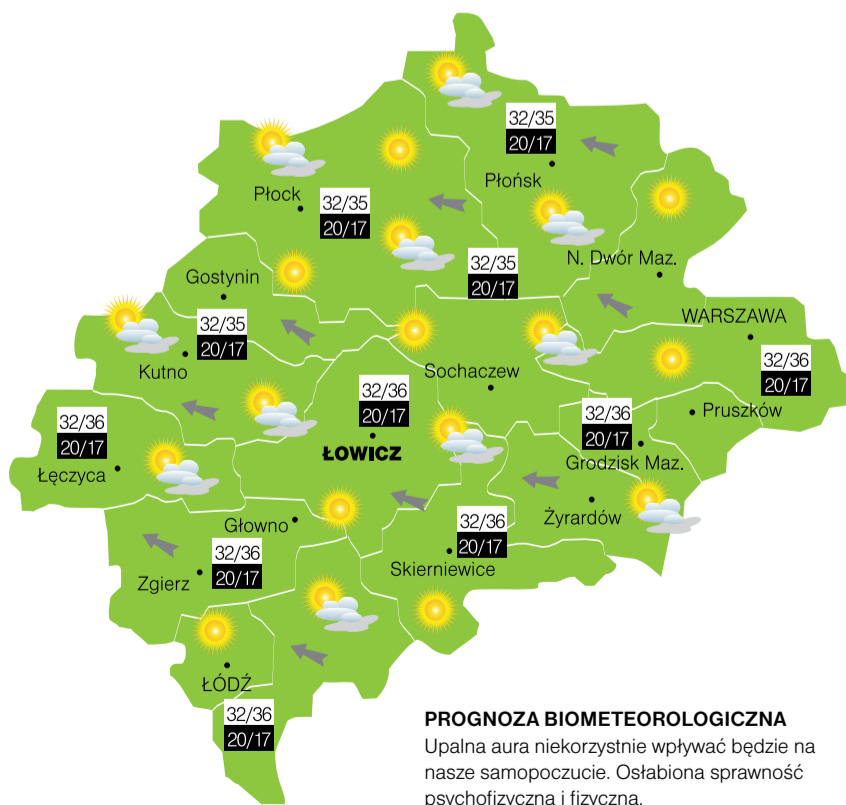 32/35
20/17
Płońsk
Płock
32/35
20/17
N. Dwór Maz.
32/35
20/17
Gostynin
WARSZAWA
32/35
20/17
Kutno
32/36
20/17
Sochaczew
32/36
20/17
ŁOWICZ
32/36
20/17
Pruszków
Grodzisk Maz.
32/36
20/17
Łęczyca
Żyrardów
Głowno
32/36
20/17
Skierniewice
32/36
20/17
Zgierz
ŁÓDŹ
32/36
20/17
PROGNOZA BIOMETEOROLOGICZNA
Upalna aura niekorzystnie wpływać będzie na
nasze samopoczucie. Osłabiona sprawność
psychofizyczna i fizyczna.